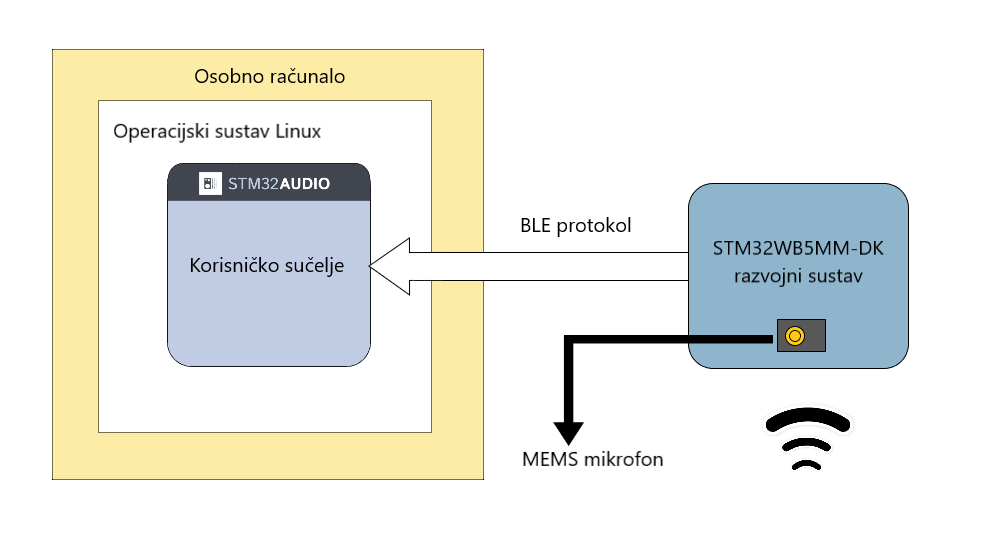 Osobno računalo
Operacijski sustav Linux
STM32AUDIO
Korisničko sučelje
BLE protokol
STM32WB5MM-DK
razvojni sustav
MEMS mikrofon